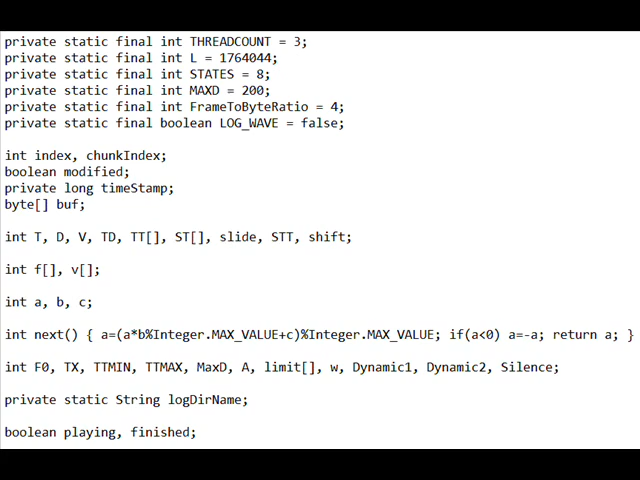 private static final int THREADCOUNT = 3;
private static final int L = 1764044;
private static final int STATES = 8;
private static final int MAXD = 200;
private static final int FrameToByteRatio = 4;
private static final boolean LOG_WAVE = false;
int index, chunkIndex;
boolean modified;
private long timeStamp;
byte[] buf;
int T, D, V, TD, TT[], ST[], slide, STT, shift;
int f[], v[];
int a, b, c;
int next() { a=(a*b%Integer.MAX_VALUE+c)%Integer.MAX_VALUE; if(a<0) a=-a; return a; }
int F0, TX, TTMIN, TTMAX, MaxD, A, limit[], w, Dynamic1, Dynamic2, Silence;
private static String logDirName;
boolean playing, finished;